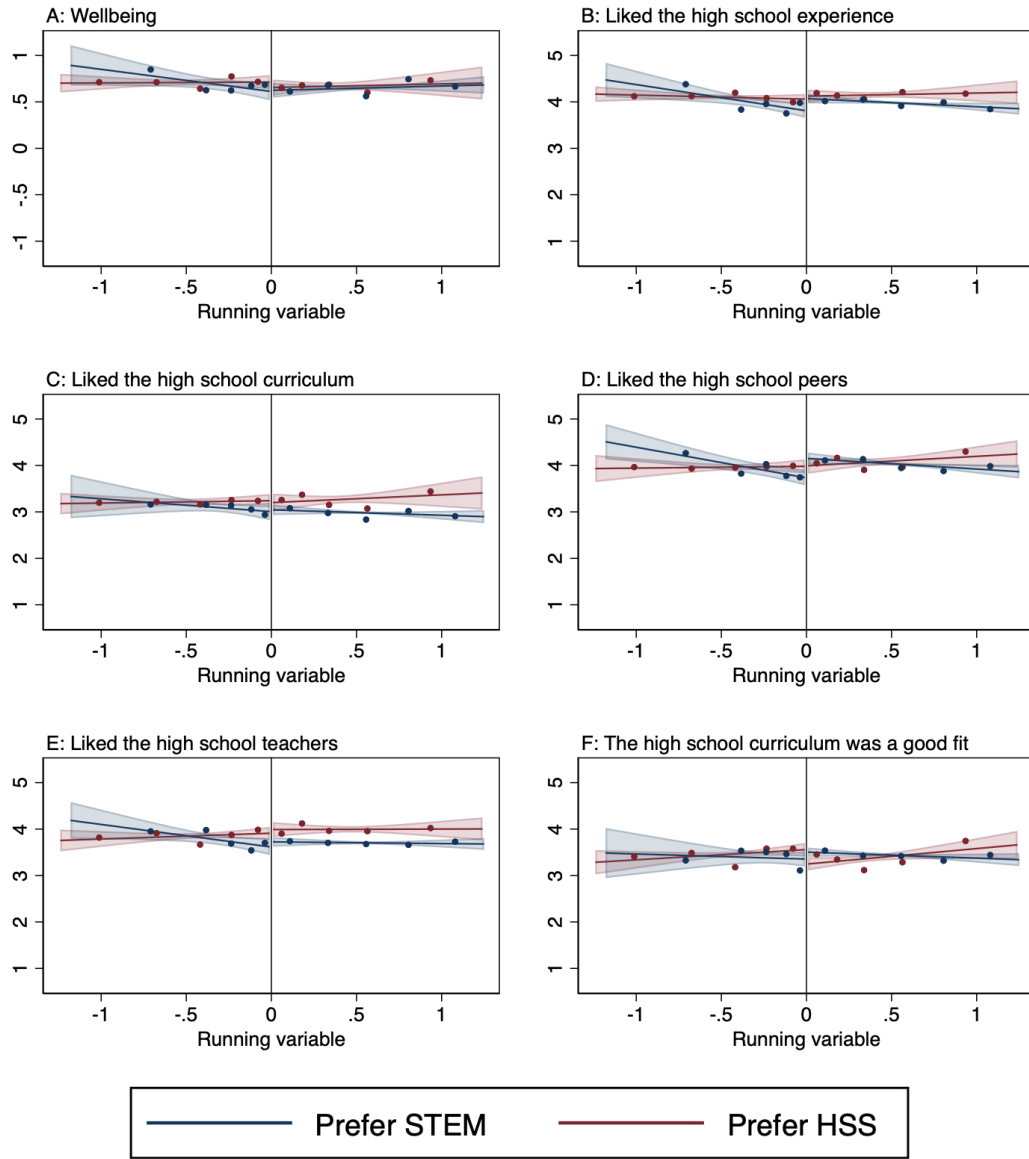 A: Wellbeing
1
.5
0
-.5
-1
-1 -.5 0 .5 1
Running variable
B: Liked the high school experience
5
4
3
2
1
-1 -.5 0 .5 1
Running variable
C: Liked the high school curriculum
5
4
3
2
1
-1 -.5 0 .5 1
Running variable
D: Liked the high school peers
5
4
3
2
1
-1 -.5 0 .5 1
Running variable
E: Liked the high school teachers
5
4
3
2
1
-1 -.5 0 .5 1
Running variable
F: The high school curriculum was a good fit
5
4
3
2
1
-1 -.5 0 .5 1
Running variable
Prefer STEM Prefer HSS